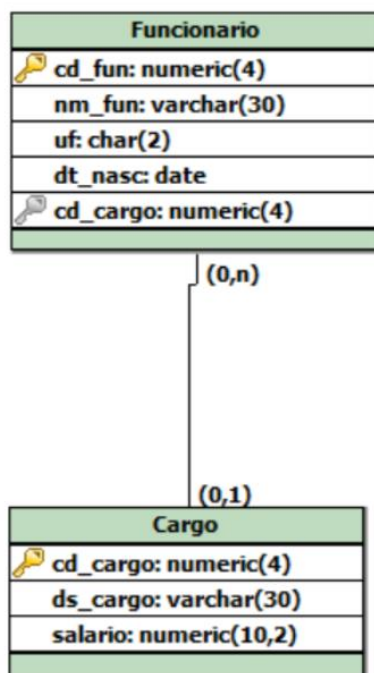 Funcionario
cd_fun: numeric(4)
nm_fun: varchar(30)
uf: char(2)
dt_nasc: date
cd_cargo: numeric(4)
(0,n)
(0,1)
Cargo
cd_cargo: numeric(4)
ds_cargo: varchar(30)
salario: numeric(10,2)